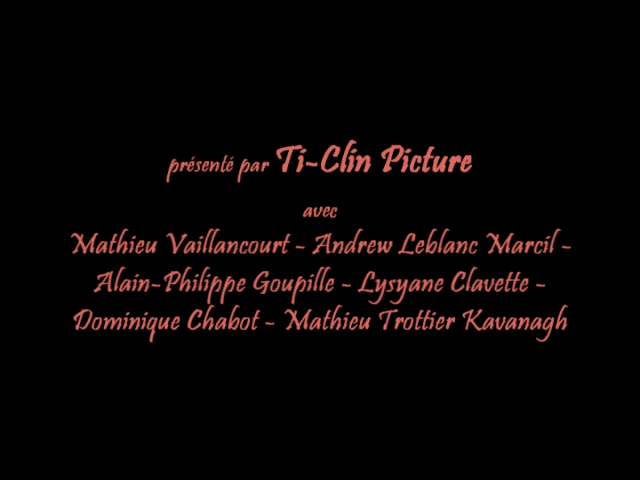 présenté par Ti-Clin Picture
avec
Mathieu Vaillancourt - Andrew Leblanc Marcil -
Alain-Philippe Goupille - Lysyane Clavette -
Dominique Chabot - Mathieu Trottier Kavanagh